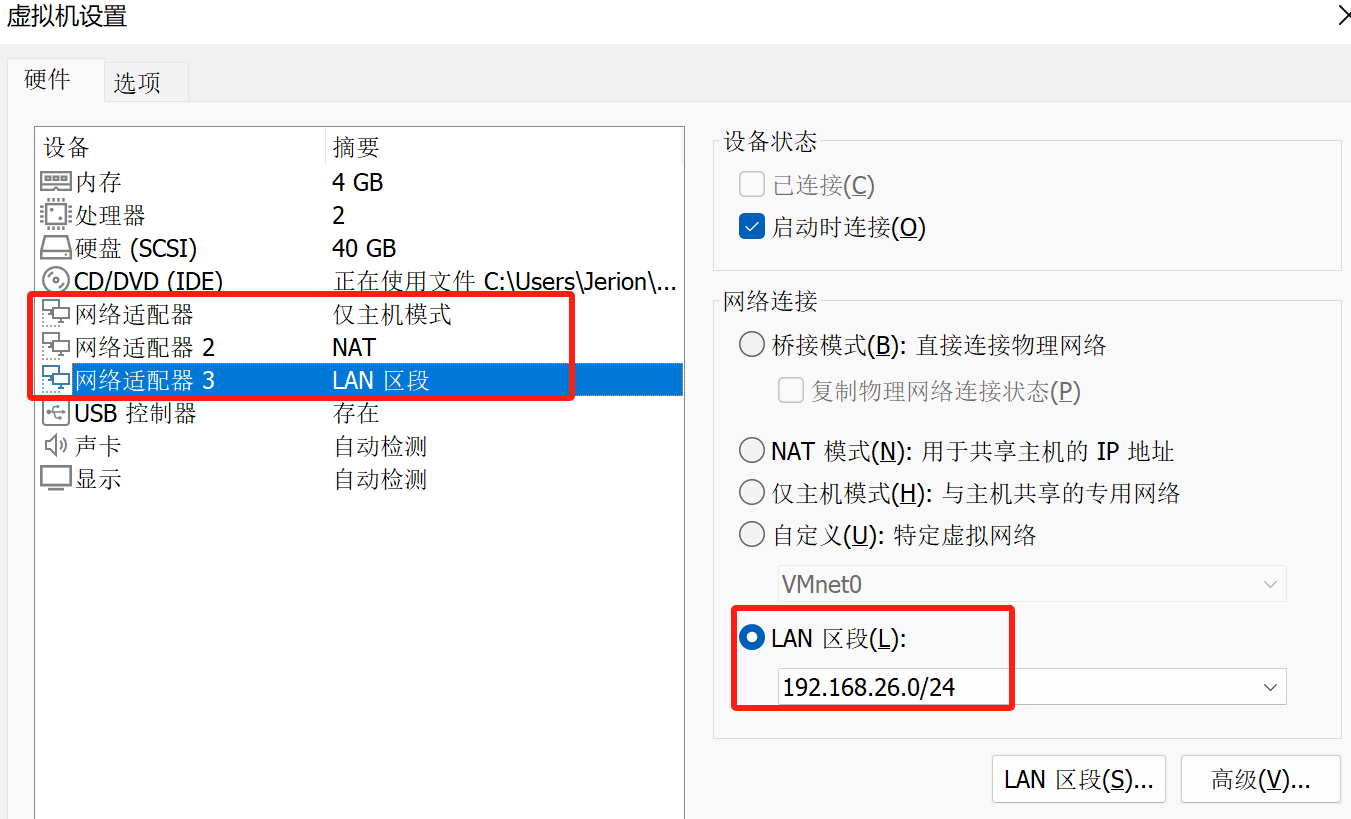 虚拟机设置
硬件
选项
设备 摘要
内存 4 GB
处理器 2
硬盘 (SCSI) 40 GB
CD/DVD (IDE) 正在使用文件 C:\Users\Jerion\...
网络适配器 仅主机模式
网络适配器 2 NAT
网络适配器 3 LAN 区段
USB 控制器 存在
声卡 自动检测
显示 自动检测
设备状态
已连接(C)
启动时连接(O)
网络连接
桥接模式(B): 直接连接物理网络
复制物理网络连接状态(P)
NAT 模式(N): 用于共享主机的 IP 地址
仅主机模式(H): 与主机共享的专用网络
自定义(U): 特定虚拟网络
VMnet0
LAN 区段(L):
192.168.26.0/24
LAN 区段(S)...
高级(V)...